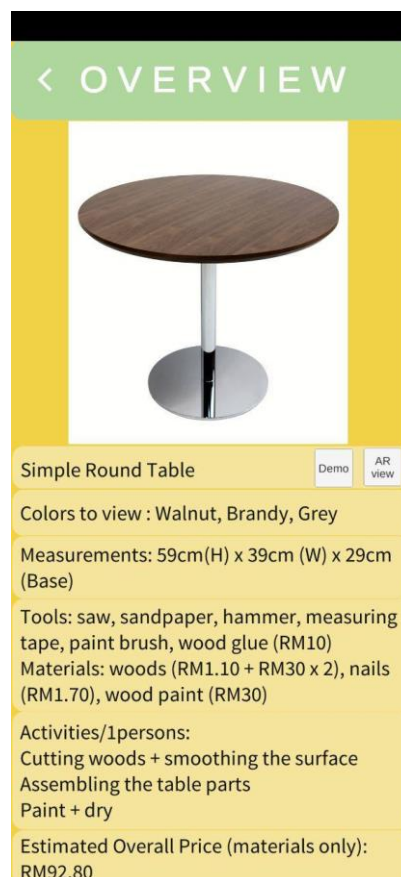 < OVERVIEW
Simple Round Table
Demo
AR
view
Colors to view : Walnut, Brandy, Grey
Measurements: 59cm(H) x 39cm (W) x 29cm
(Base)
Tools: saw, sandpaper, hammer, measuring
tape, paint brush, wood glue (RM10)
Materials: woods (RM1.10 + RM30 x 2), nails
(RM1.70), wood paint (RM30)
Activities/1persons:
Cutting woods + smoothing the surface
Assembling the table parts
Paint + dry
Estimated Overall Price (materials only):
RM92.80